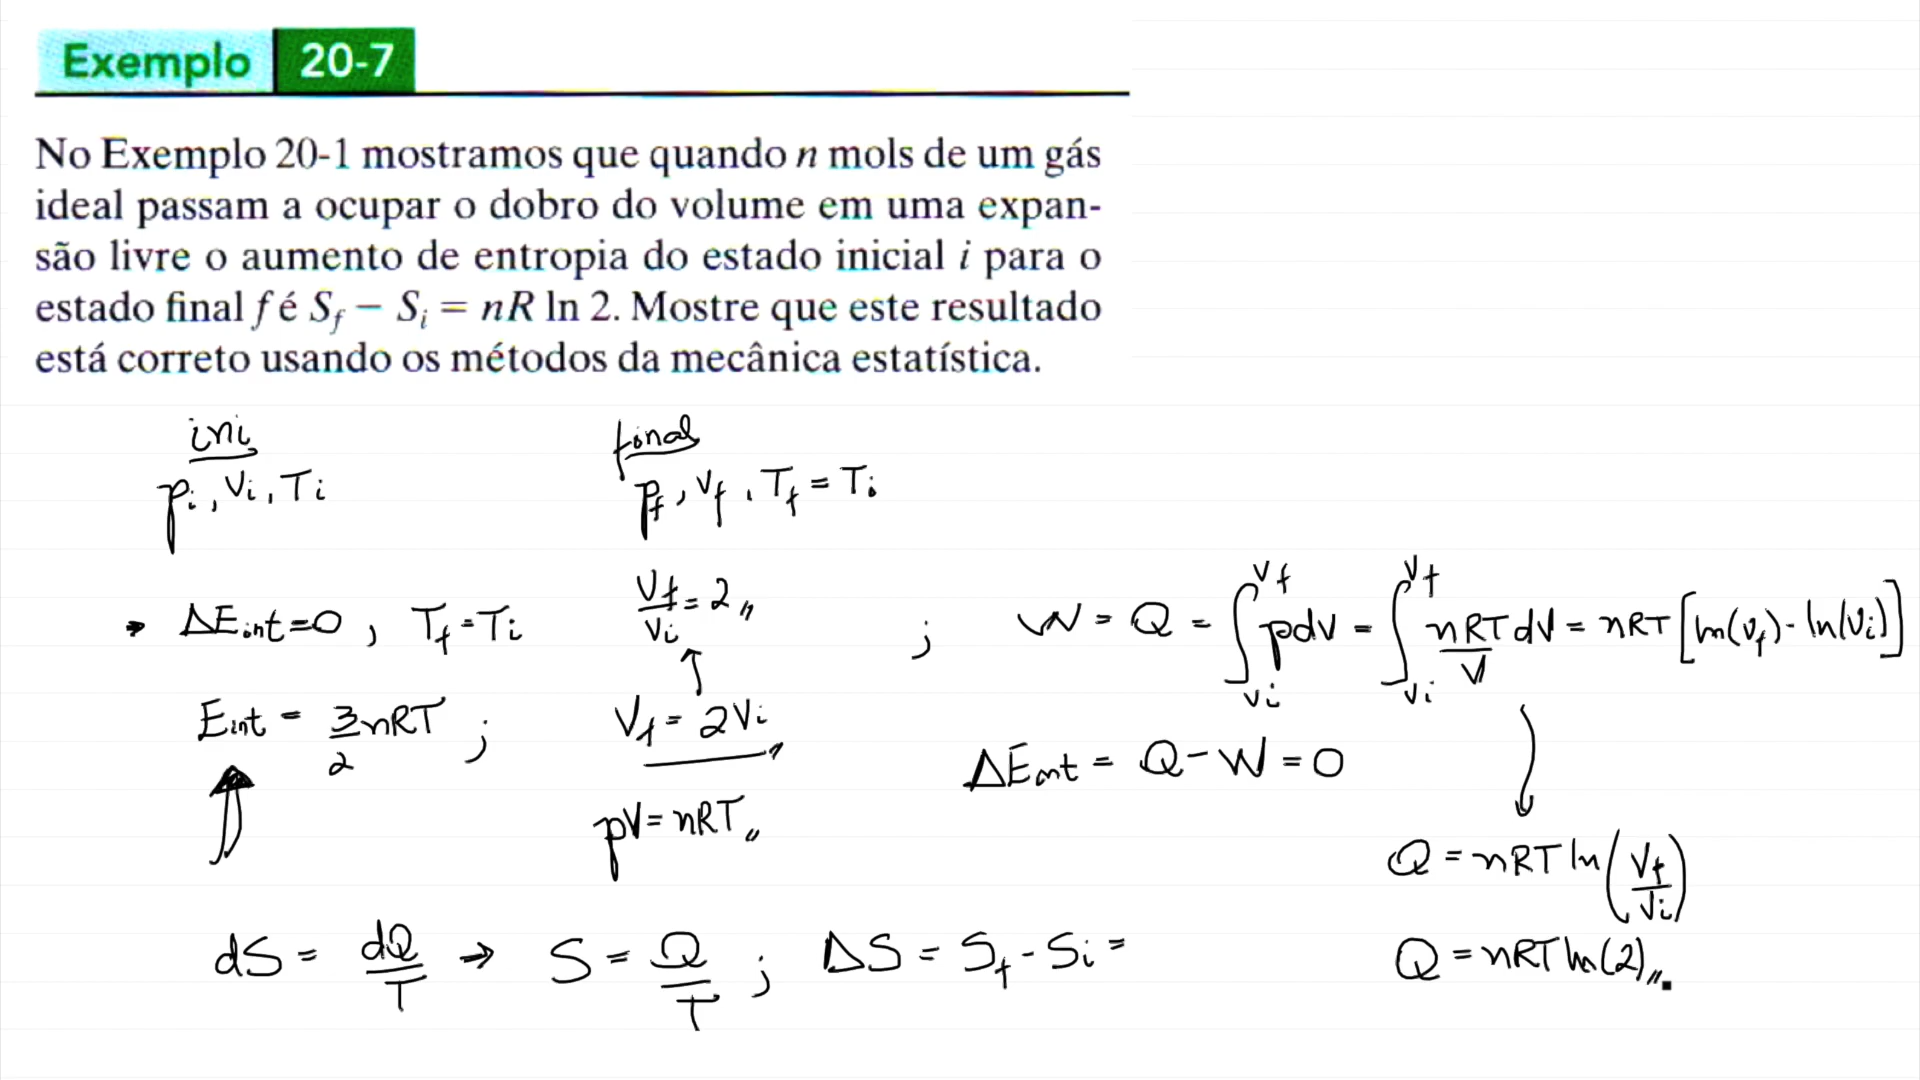 Exemplo 20-7
No Exemplo 20-1 mostramos que quando n mols de um gás
ideal passam a ocupar o dobro do volume em uma expan-
são livre o aumento de entropia do estado inicial i para o
estado final f é S_f − S_i = nR ln 2. Mostre que este resultado
está correto usando os métodos da mecânica estatística.
ini
p_i, V_i, T_i
final
p_f, V_f, T_f = T_i
ΔE_int = 0, T_f = T_i
V_f/V_i = 2 ;
W = Q = ∫_{Vi}^{Vf} pdV = ∫_{Vi}^{Vf} nRT/V dV = nRT [ln(V_f) - ln(V_i)]
E_int = 3/2 nRT ;
V_f = 2V_i
ΔE_int = Q - W = 0
pV = nRT
Q = nRT ln(V_f/V_i)
dS = dQ/T → S = Q/T ; ΔS = S_f - S_i =
Q = nRT ln(2)